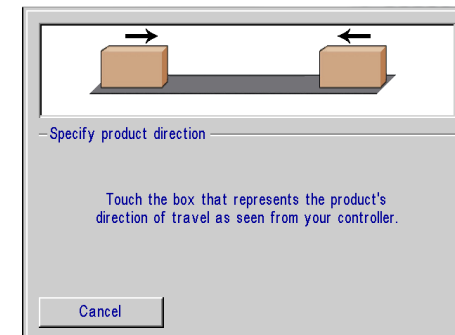 Specify product direction
Touch the box that represents the product's
direction of travel as seen from your controller.
Cancel